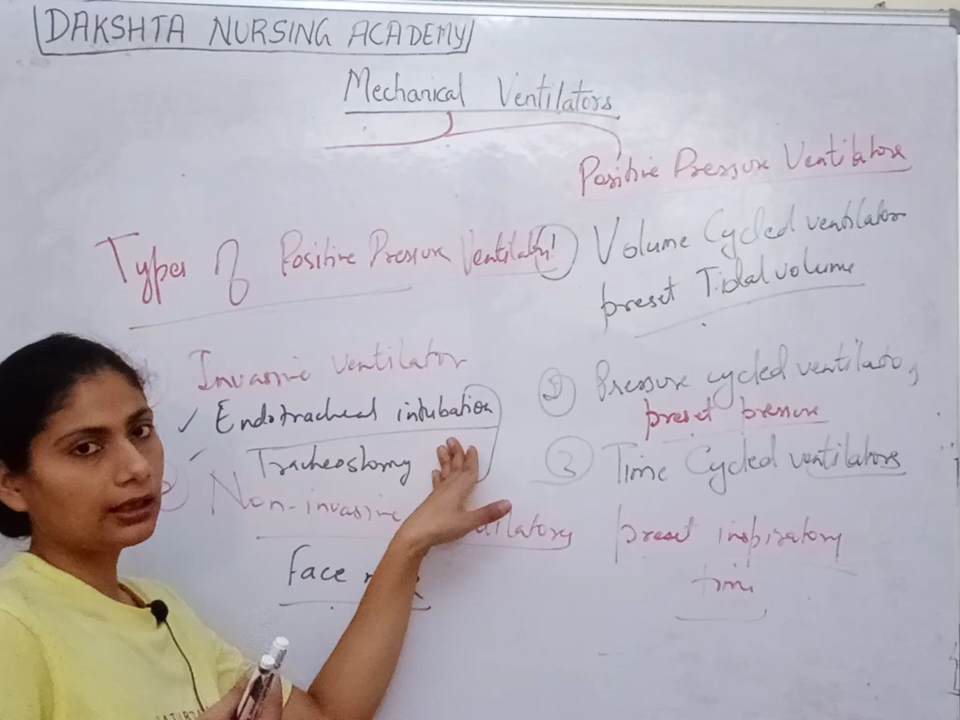 DAKSHTA NURSING ACADEMY
Mechanical Ventilators
Positive Pressure Ventilators
Types of Positive Pressure Ventilator
① Volume Cycled ventilator
preset Tidal volume
Invasive ventilator
✓ Endotracheal intubation
Tracheostomy
Non-invasive
Face
② Pressure cycled ventilators
preset pressure
③ Time Cycled ventilators
preset inspiratory
time